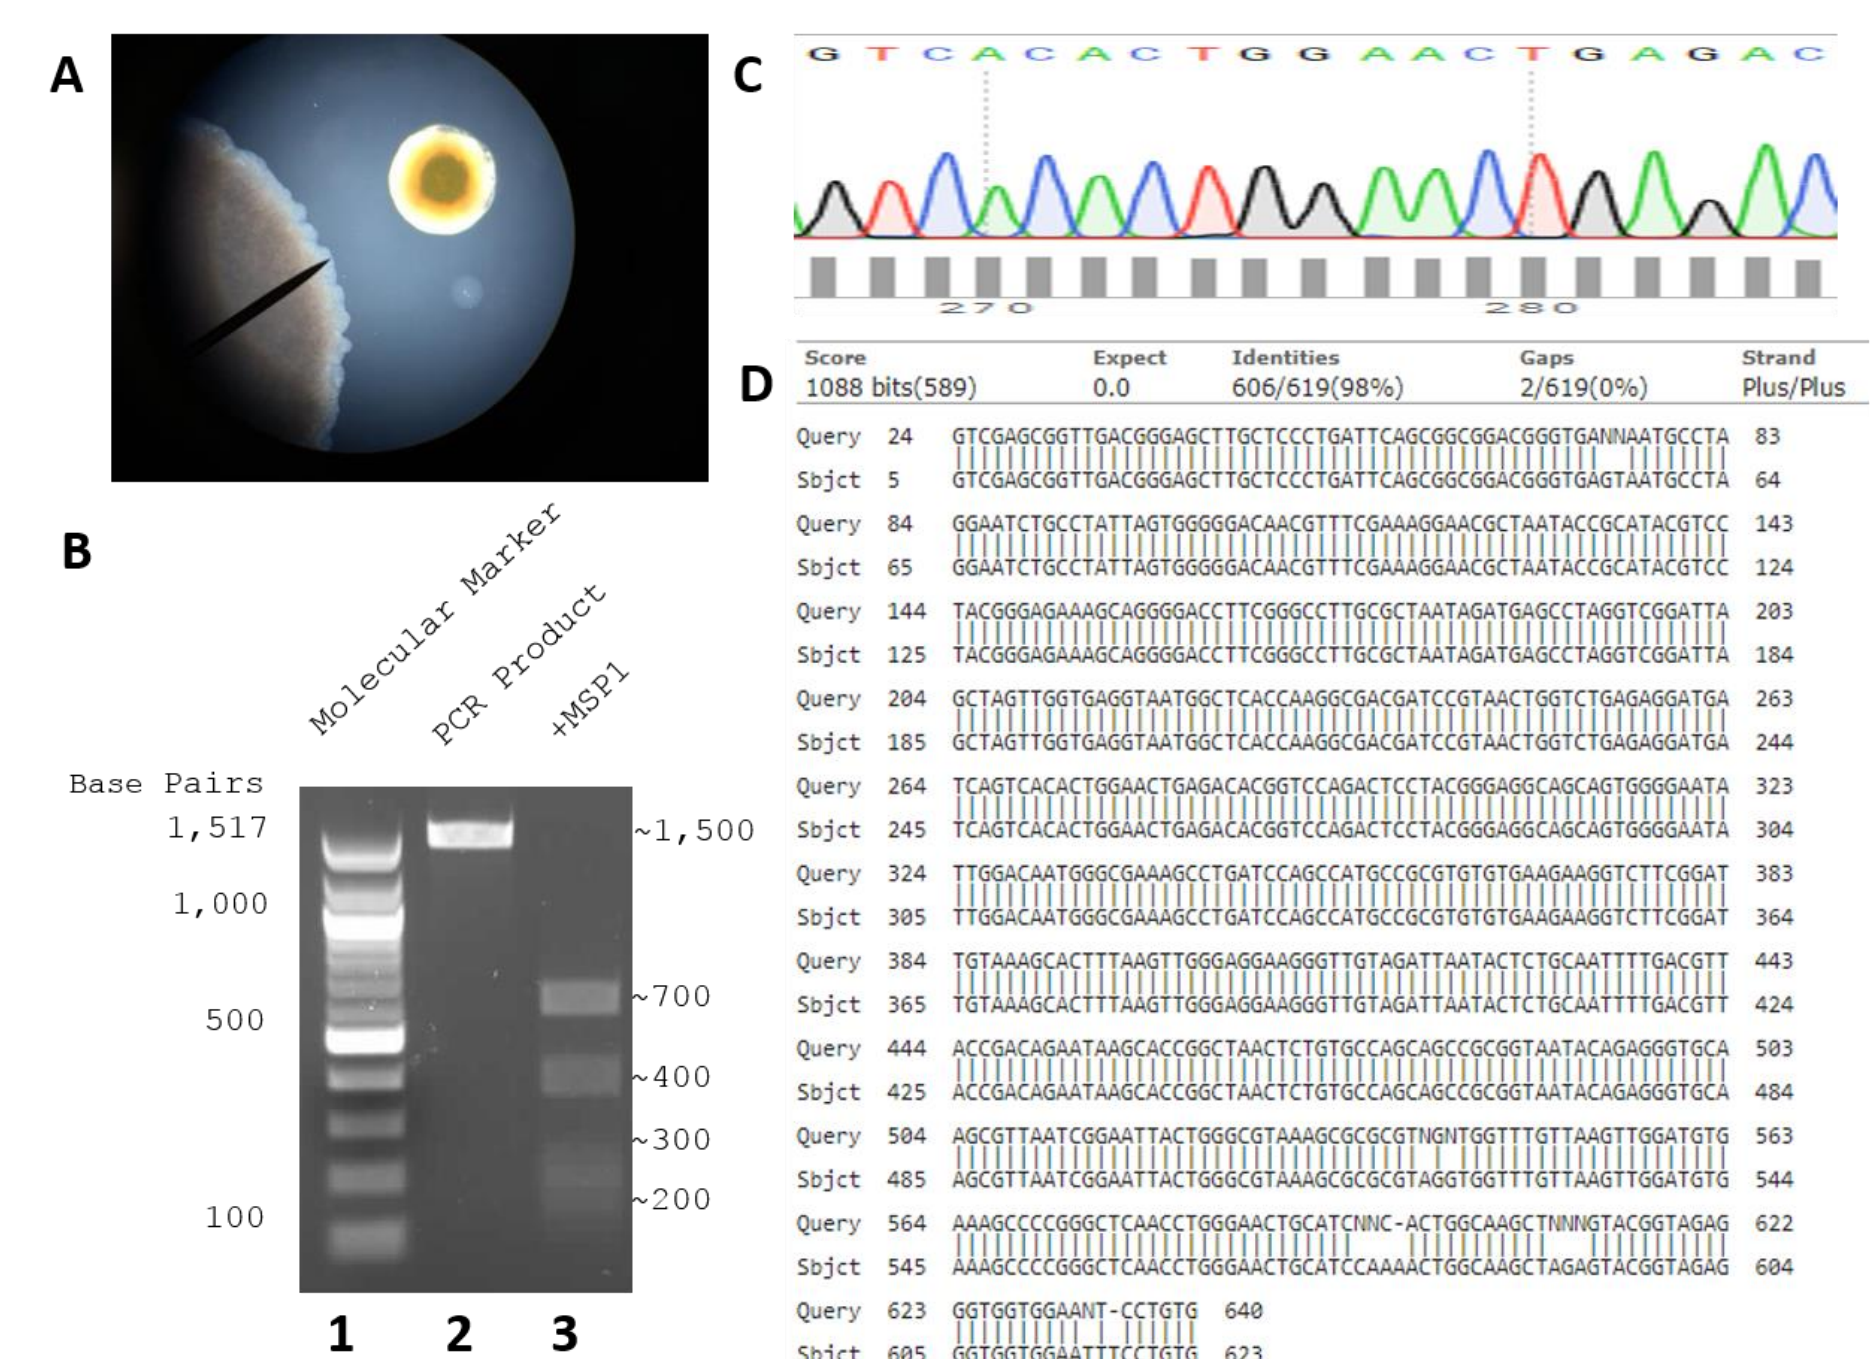 A
B
Molecular Marker
PCR Product
+MSP1
Base Pairs
1,517
1,000
500
100
~1,500
~700
~400
~300
~200
1 2 3
C
G T C A C A C T G G A A C T G A G A C
270 280
D
Score Expect Identities Gaps Strand
1088 bits(589) 0.0 606/619(98%) 2/619(0%) Plus/Plus
Query 24 GTCGAGCGGTTGACGGGAGCTTGCTCCCTGATTCAGCGGCGGACGGGTGANNAATGCCTA 83
Sbjct 5 GTCGAGCGGTTGACGGGAGCTTGCTCCCTGATTCAGCGGCGGACGGGTGAGTAATGCCTA 64
Query 84 GGAATCTGCCTATTAGTGGGGGACAACGTTTCGAAAGGAACGCTAATACCGCATACGTCC 143
Sbjct 65 GGAATCTGCCTATTAGTGGGGGACAACGTTTCGAAAGGAACGCTAATACCGCATACGTCC 124
Query 144 TACGGGAGAAAGCAGGGGACCTTCGGGCCTTGCGCTAATAGATGAGCCTAGGTCGGATTA 203
Sbjct 125 TACGGGAGAAAGCAGGGGACCTTCGGGCCTTGCGCTAATAGATGAGCCTAGGTCGGATTA 184
Query 204 GCTAGTTGGTGAGGTAATGGCTCACCAAGGCGACGATCCGTAACTGGTCTGAGAGGATGA 263
Sbjct 185 GCTAGTTGGTGAGGTAATGGCTCACCAAGGCGACGATCCGTAACTGGTCTGAGAGGATGA 244
Query 264 TCAGTCACACTGGAACTGAGACACGGTCCAGACTCCTACGGGAGGCAGCAGTGGGGAATA 323
Sbjct 245 TCAGTCACACTGGAACTGAGACACGGTCCAGACTCCTACGGGAGGCAGCAGTGGGGAATA 304
Query 324 TTGGACAATGGGCGAAAGCCTGATCCAGCCATGCCGCGTGTGTGAAGAAGGTCTTCGGAT 383
Sbjct 305 TTGGACAATGGGCGAAAGCCTGATCCAGCCATGCCGCGTGTGTGAAGAAGGTCTTCGGAT 364
Query 384 TGTAAAGCACTTTAAGTTGGGAGGAAGGGTTGTAGATTAATACTCTGCAATTTTGACGTT 443
Sbjct 365 TGTAAAGCACTTTAAGTTGGGAGGAAGGGTTGTAGATTAATACTCTGCAATTTTGACGTT 424
Query 444 ACCGACAGAATAAGCACCGGCTAACTCTGTGCCAGCAGCCGCGGTAATACAGAGGGTGCA 503
Sbjct 425 ACCGACAGAATAAGCACCGGCTAACTCTGTGCCAGCAGCCGCGGTAATACAGAGGGTGCA 484
Query 504 AGCGTTAATCGGAATTACTGGGCGTAAAGCGCGCGTNGNTGGTTTGTTAAGTTGGATGTG 563
Sbjct 485 AGCGTTAATCGGAATTACTGGGCGTAAAGCGCGCGTAGGTGGTTTGTTAAGTTGGATGTG 544
Query 564 AAAGCCCCGGGCTCAACCTGGGAACTGCATCNNC-ACTGGCAAGCTNNNGTACGGTAGAG 622
Sbjct 545 AAAGCCCCGGGCTCAACCTGGGAACTGCATCCAAAACTGGCAAGCTAGAGTACGGTAGAG 604
Query 623 GGTGGTGGAANT-CCTGTG 640
Sbjct 605 GGTGGTGGAATTTCCTGTG 623